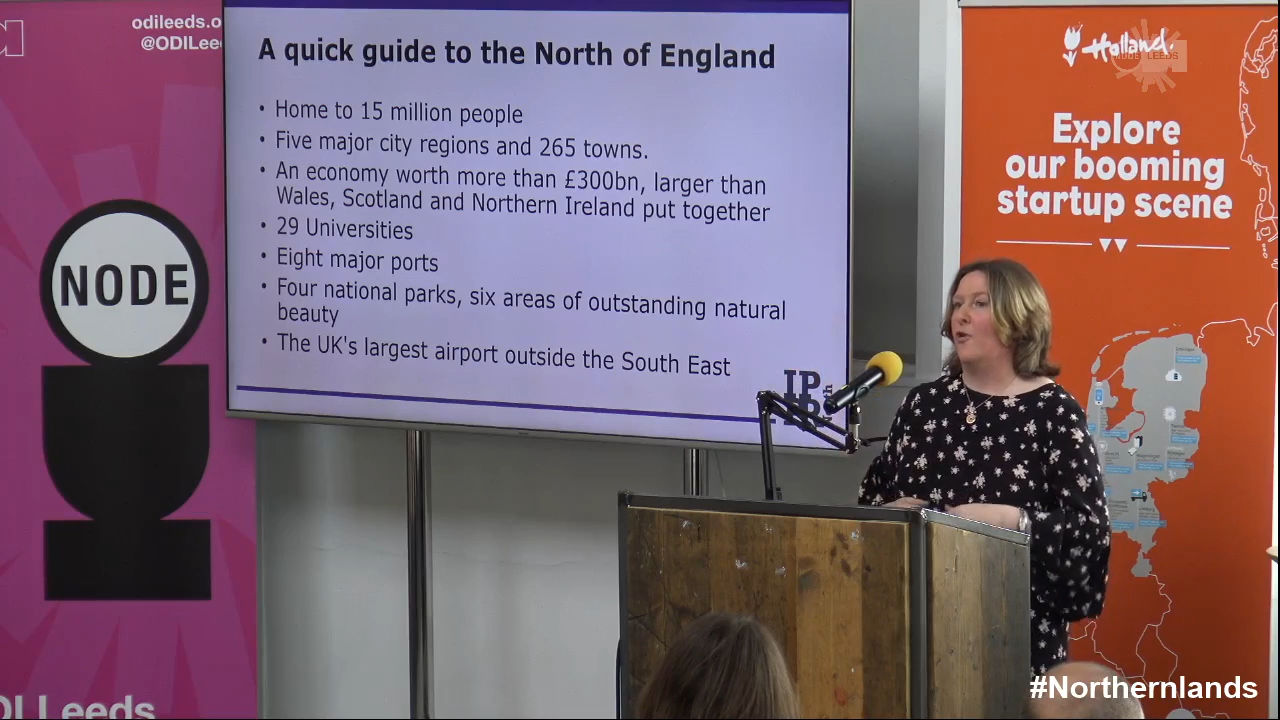 odileeds.o
@ODILee
NODE
ODI Leeds
A quick guide to the North of England
• Home to 15 million people
• Five major city regions and 265 towns.
• An economy worth more than £300bn, larger than
Wales, Scotland and Northern Ireland put together
• 29 Universities
• Eight major ports
• Four national parks, six areas of outstanding natural
beauty
• The UK's largest airport outside the South East
Holland.
NODE LEEDS
Explore
our booming
startup scene
#Northernlands